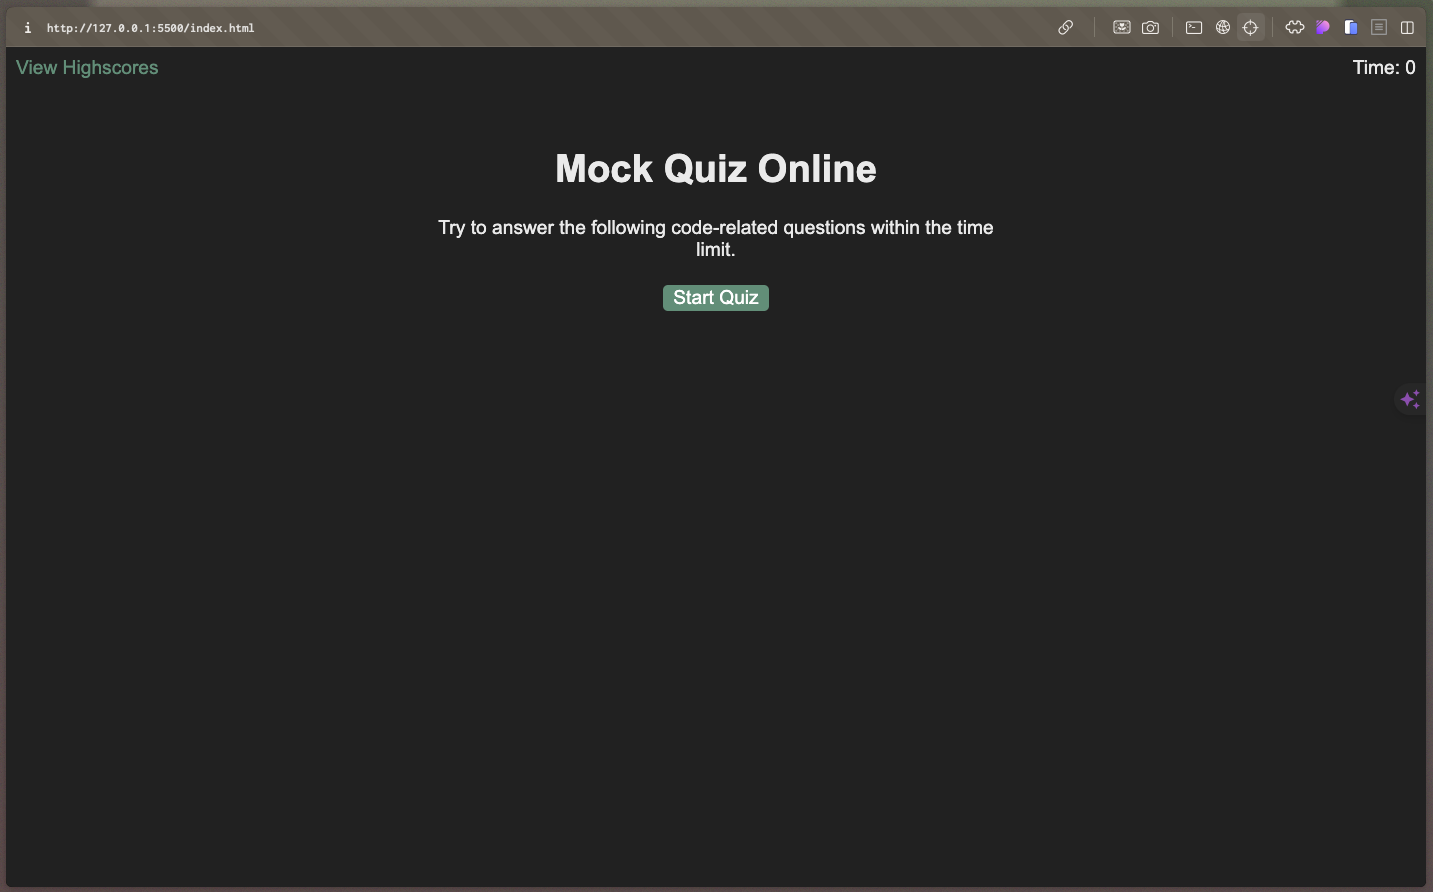 i http://127.0.0.1:5500/index.html
View Highscores
Time: 0
Mock Quiz Online
Try to answer the following code-related questions within the time
limit.
Start Quiz